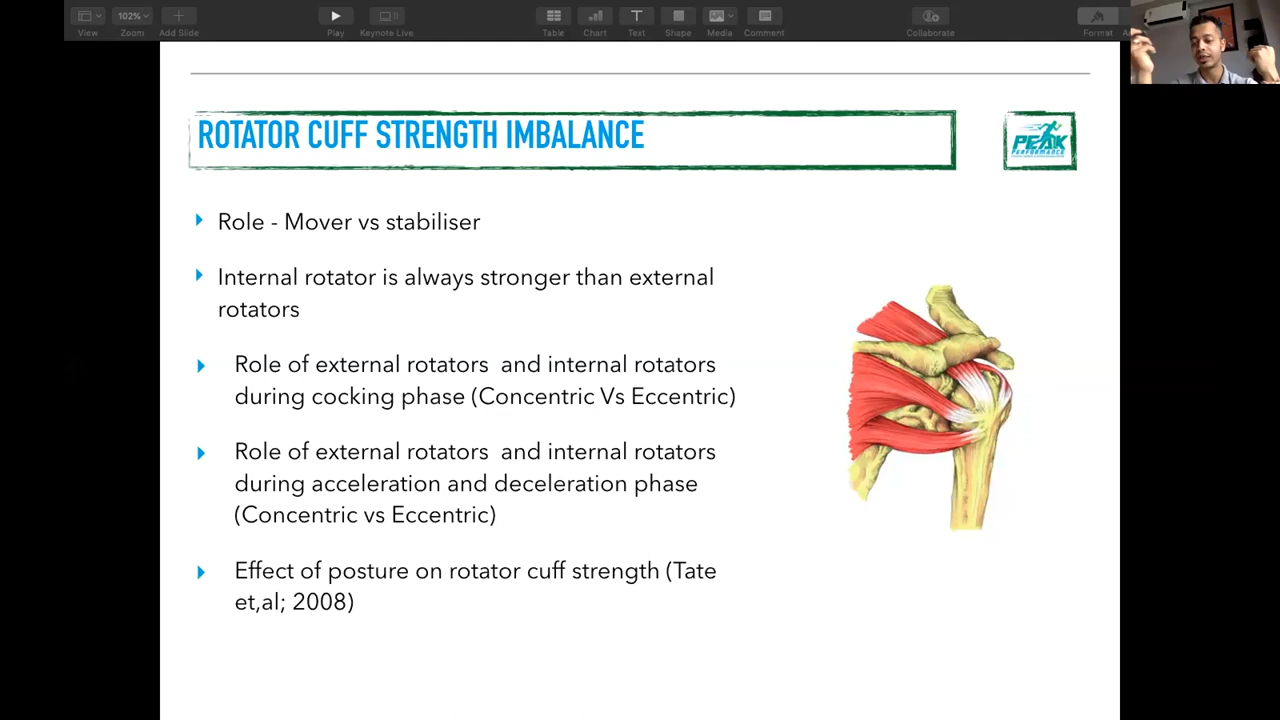 View
102%
Zoom
Add Slide
Play
Keynote Live
Table
Chart
Text
Shape
Media
Comment
Collaborate
Format
ROTATOR CUFF STRENGTH IMBALANCE
PEAK
PERFORMANCE
Role - Mover vs stabiliser
Internal rotator is always stronger than external
rotators
Role of external rotators and internal rotators
during cocking phase (Concentric Vs Eccentric)
Role of external rotators and internal rotators
during acceleration and deceleration phase
(Concentric vs Eccentric)
Effect of posture on rotator cuff strength (Tate
et,al; 2008)